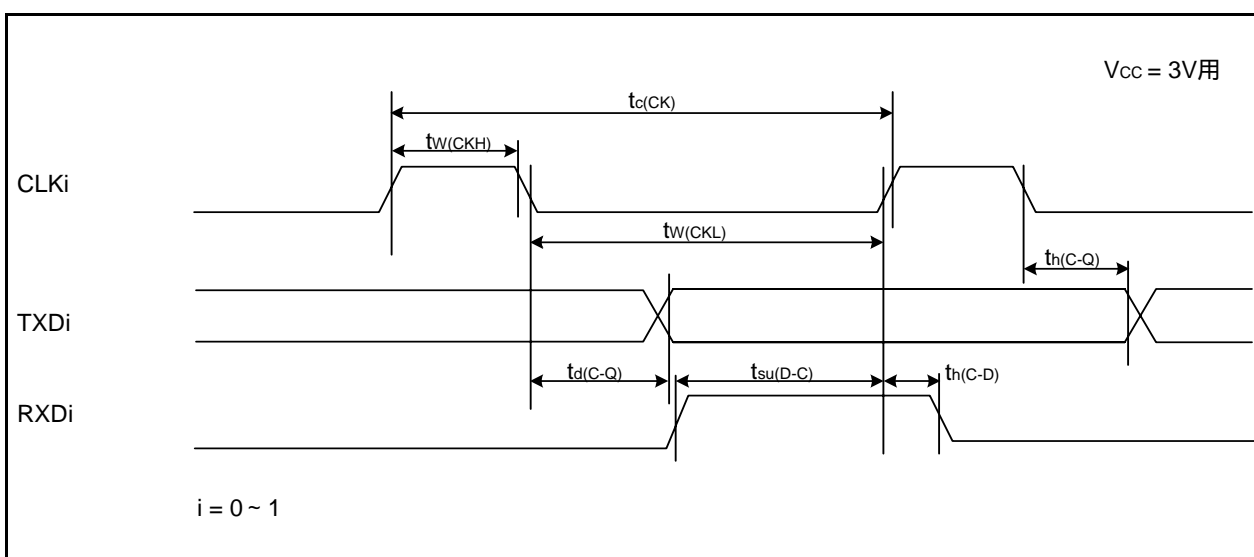 VCC = 3V用
tc(CK)
tW(CKH)
CLKi
tW(CKL)
th(C-Q)
TXDi
td(C-Q)
tsu(D-C)
th(C-D)
RXDi
i = 0 ~ 1